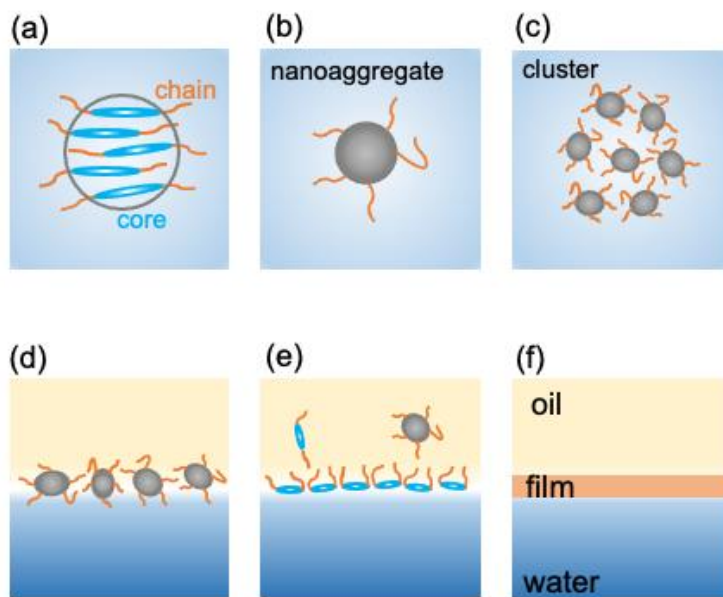 (a)
chain
core
(b)
nanoaggregate
(c)
cluster
(d)
(e)
(f)
oil
film
water